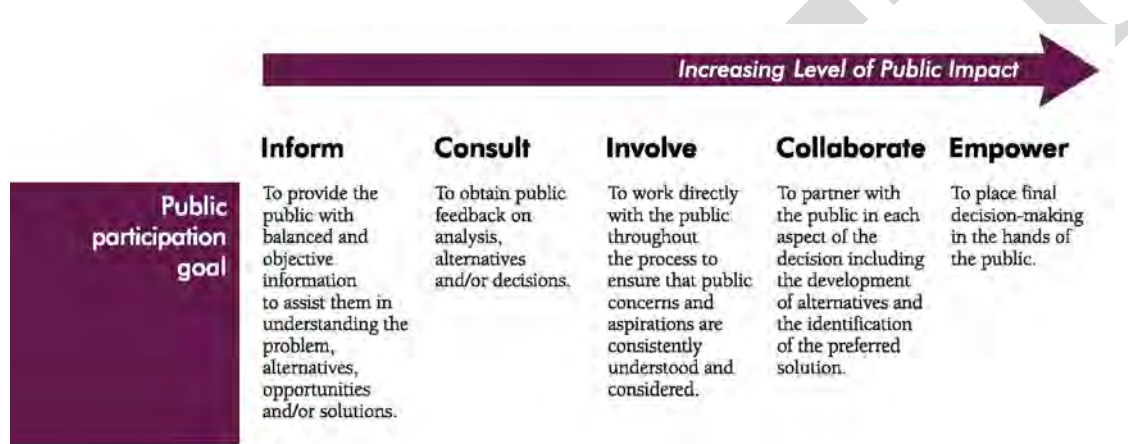 Increasing Level of Public Impact
Inform
Consult
Involve
Collaborate
Empower
Public
participation
goal
To provide the
public with
balanced and
objective
information
to assist them in
understanding the
problem,
alternatives,
opportunities
and/or solutions.
To obtain public
feedback on
analysis,
alternatives
and/or decisions.
To work directly
with the public
throughout
the process to
ensure that public
concerns and
aspirations are
consistently
understood and
considered.
To partner with
the public in each
aspect of the
decision including
the development
of alternatives and
the identification
of the preferred
solution.
To place final
decision-making
in the hands of
the public.